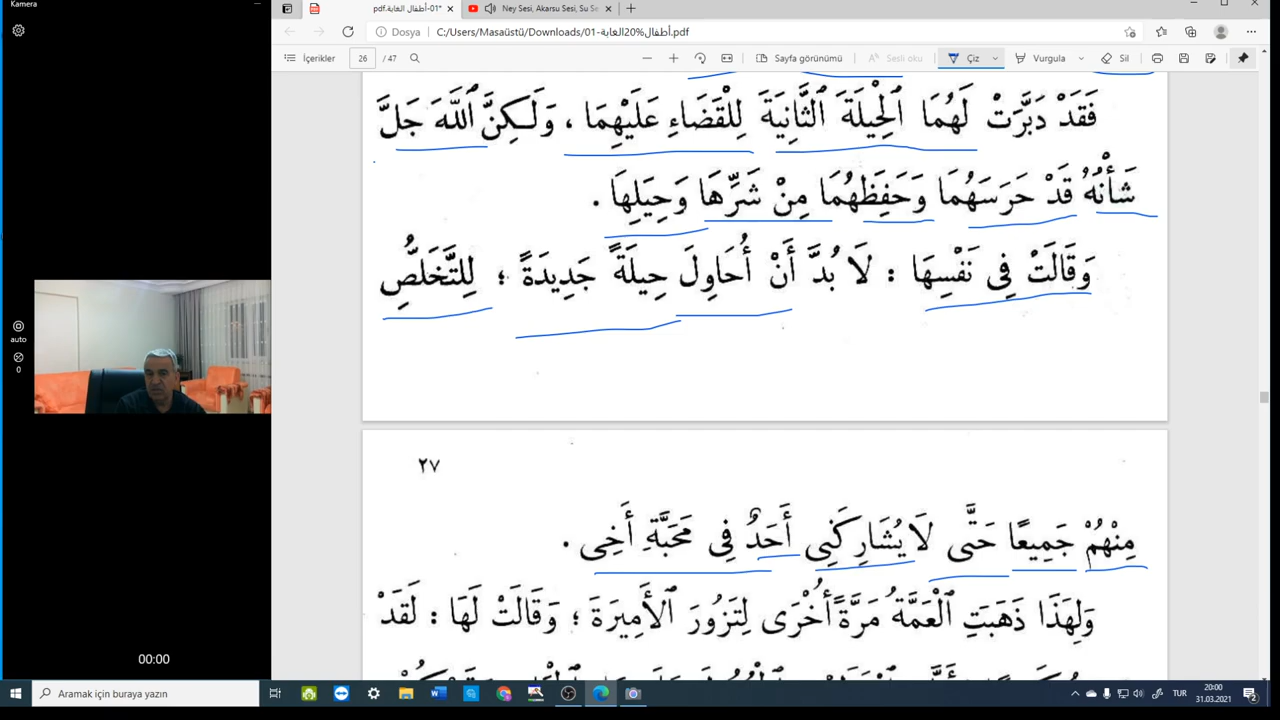 Kamera
01-أطفال الغابة.pdf
Ney Sesi, Akarsu Sesi, Su Se
Dosya
C:/Users/Masaüstü/Downloads/01-أطفال%20الغابة.pdf
İçerikler
26
/ 47
Sayfa görünümü
Sesli oku
Çiz
Vurgula
Sil
فَقَدْ دَبَّرَتْ لَهُمَا ٱلْحِيلَةَ ٱلثَّانِيَةَ لِلْقَضَاءِ عَلَيْهِمَا ، وَلَـكِنَّ ٱللّٰهَ جَلَّ
شَأْنُهُ قَدْ حَرَسَهُمَا وَحَفِظَهُمَا مِنْ شَرِّهَا وَحِيَلِهَا .
وَقَالَتْ فِى نَفْسِهَا : لَا بُدَّ أَنْ أُحَاوِلَ حِيلَةً جَدِيدَةً ؛ لِلتَّخَلُّصِ
٢٧
مِنْهُمْ جَمِيعًا حَتَّى لَا يُشَارِكَنِى أَحَدٌ فِى مَحَبَّةِ أَخِى .
وَلِهَذَا ذَهَبَتِ ٱلْعَمَّةُ مَرَّةً أُخْرَى لِتَزُورَ ٱلأَمِيرَةَ ؛ وَقَالَتْ لَهَا : لَقَدْ
auto
0
00:00
Aramak için buraya yazın
TUR
20:00
31.03.2021
2